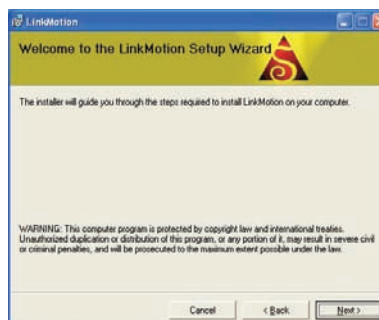 LinkMotion
Welcome to the LinkMotion Setup Wizard
The installer will guide you through the steps required to install LinkMotion on your computer.
WARNING: This computer program is protected by copyright law and international treaties.
Unauthorized duplication or distribution of this program, or any portion of it, may result in severe civil
or criminal penalties, and will be prosecuted to the maximum extent possible under the law.
Cancel < Back Next >